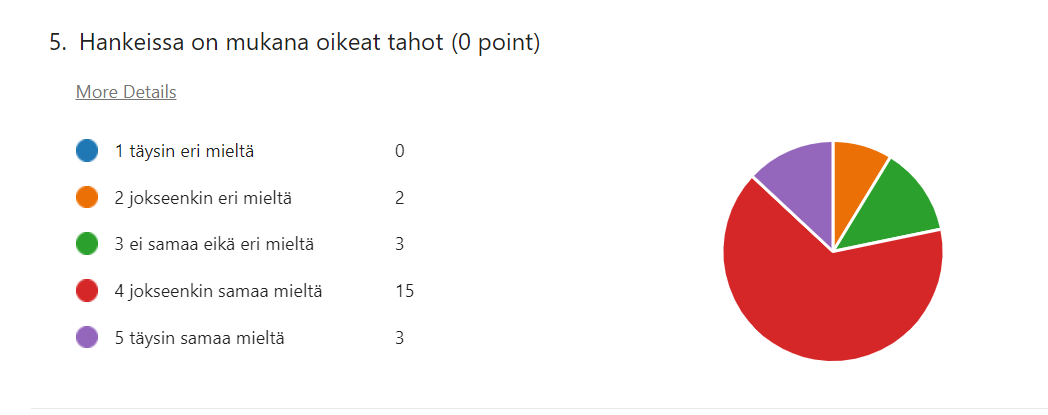 5. Hankeissa on mukana oikeat tahot (0 point)
More Details
1 täysin eri mieltä 0
2 jokseenkin eri mieltä 2
3 ei samaa eikä eri mieltä 3
4 jokseenkin samaa mieltä 15
5 täysin samaa mieltä 3